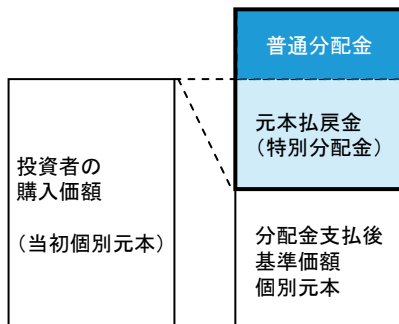 普通分配金
元本払戻金
（特別分配金）
投資者の
購入価額
（当初個別元本）
分配金支払後
基準価額
個別元本